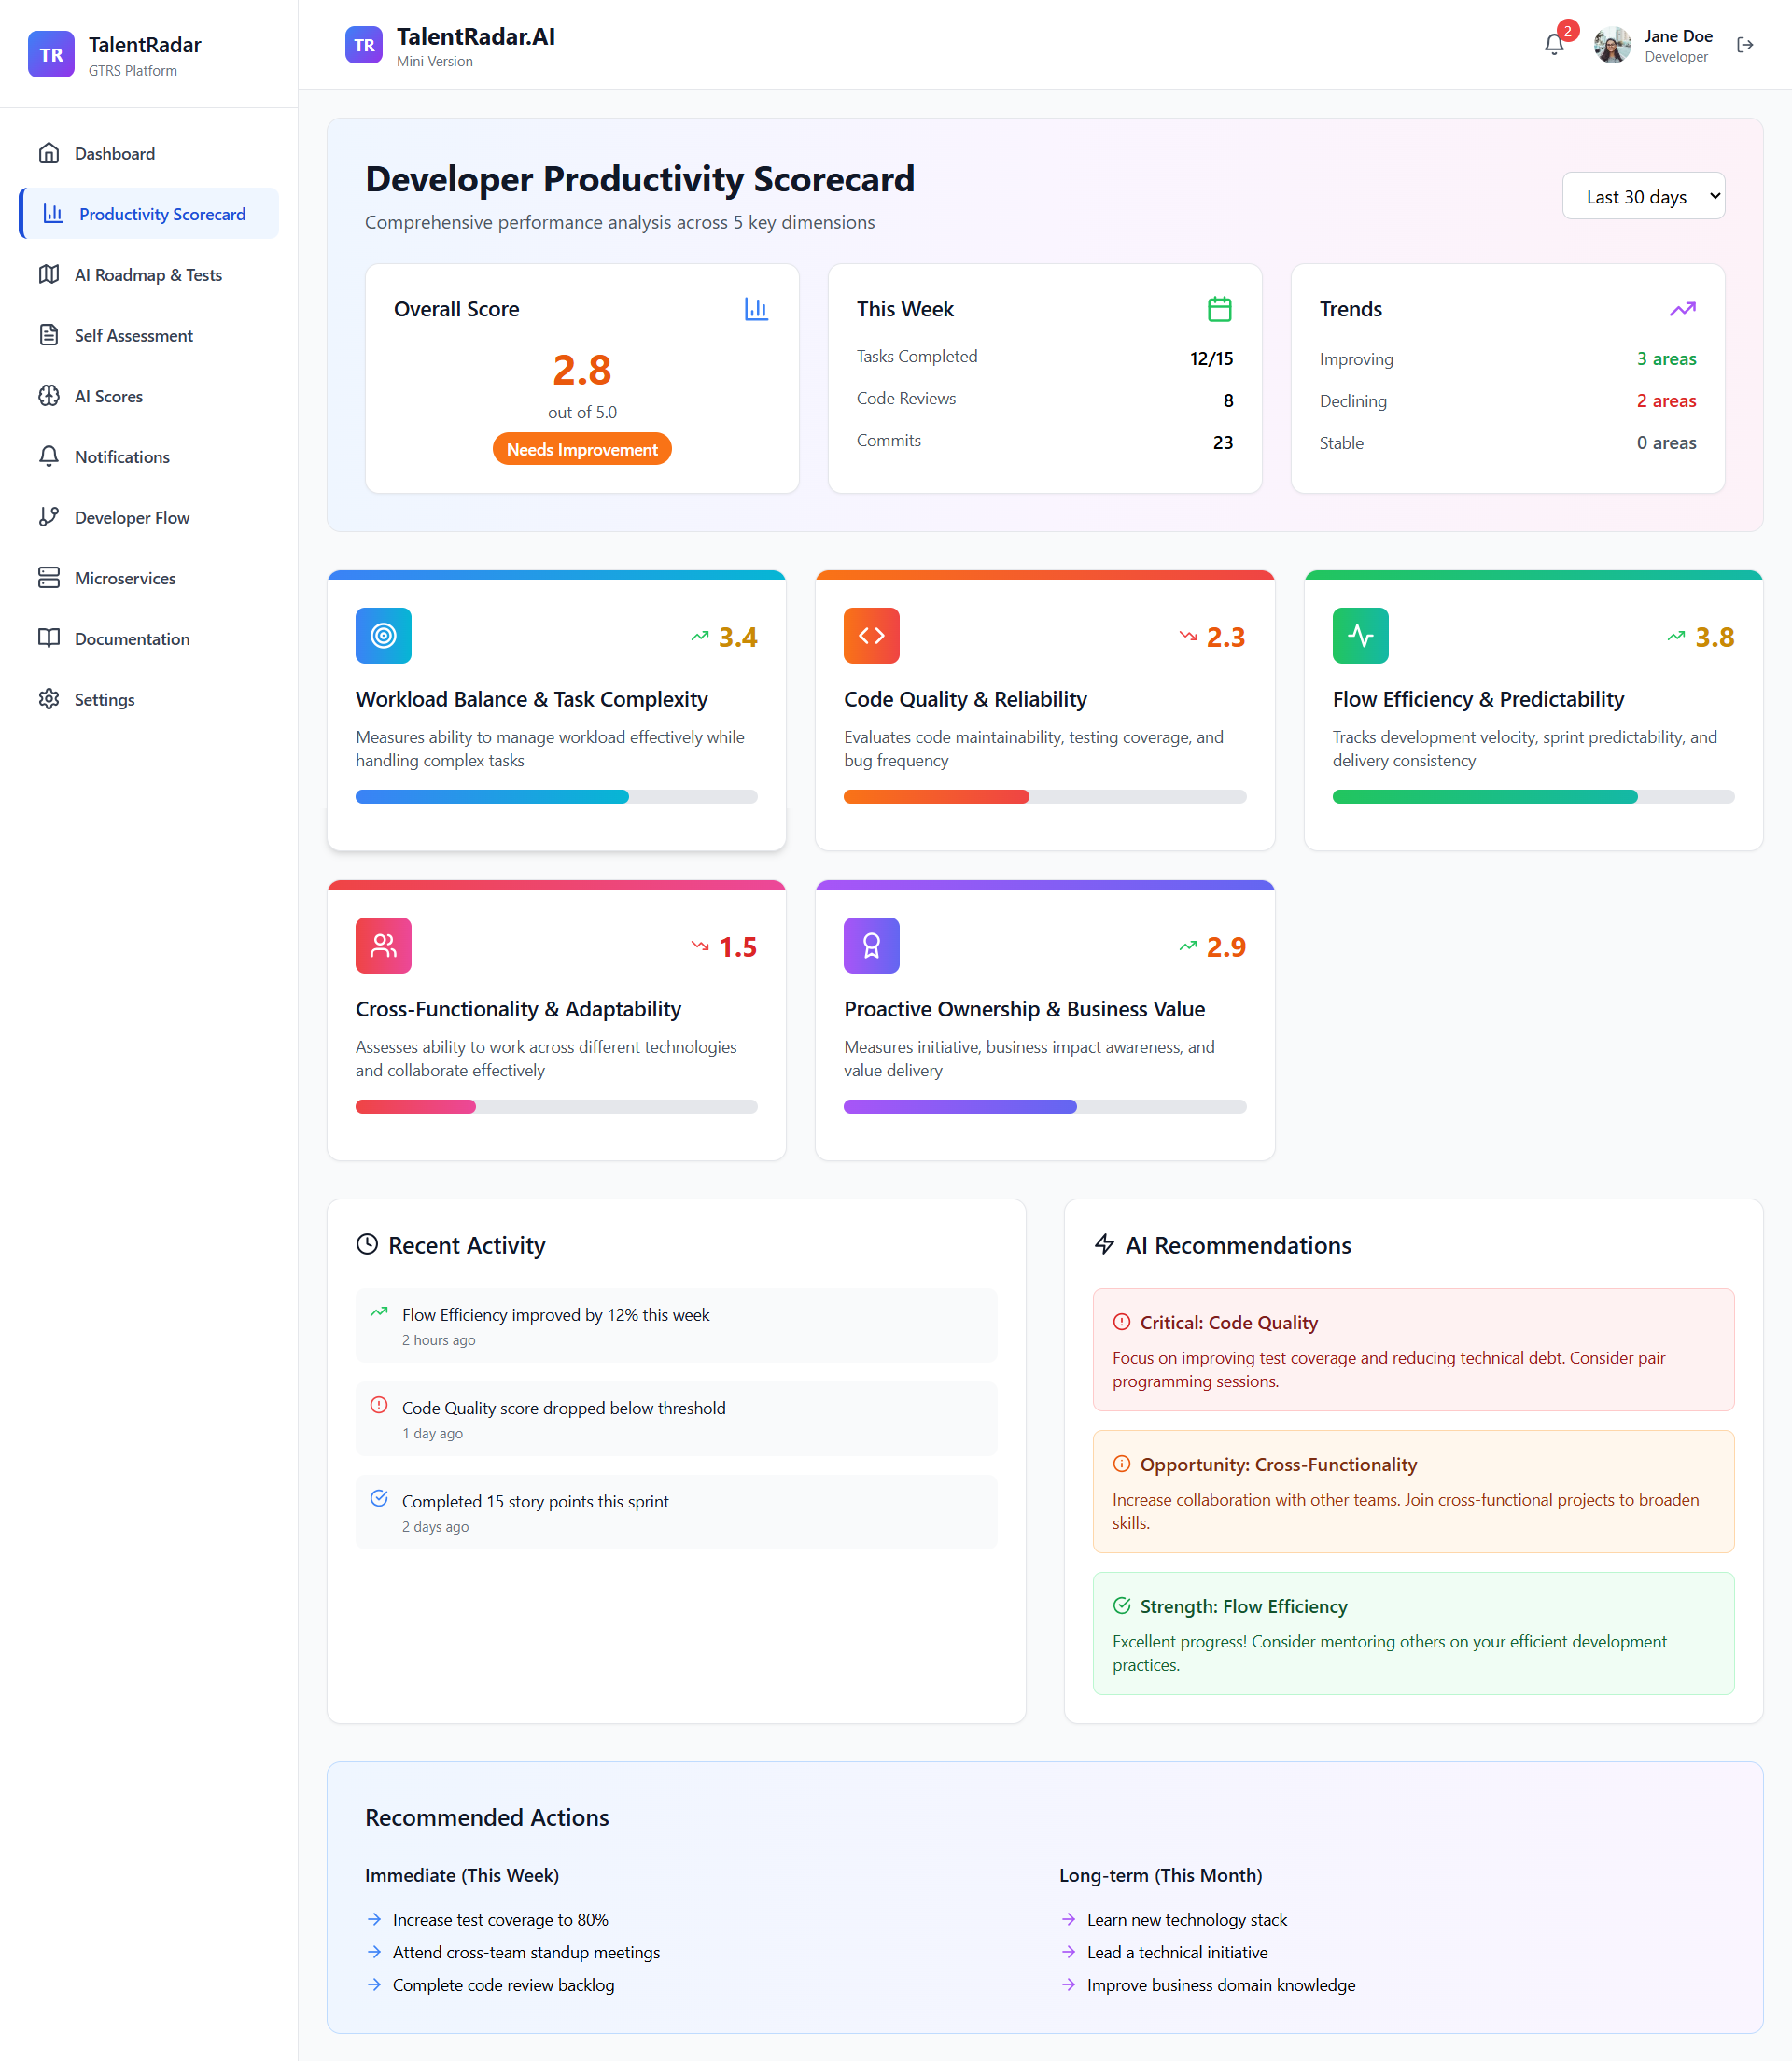 TR
TalentRadar
GTRS Platform
Dashboard
Productivity Scorecard
AI Roadmap & Tests
Self Assessment
AI Scores
Notifications
Developer Flow
Microservices
Documentation
Settings
TR
TalentRadar.AI
Mini Version
2
Jane Doe
Developer
Developer Productivity Scorecard
Comprehensive performance analysis across 5 key dimensions
Last 30 days
Overall Score
2.8
out of 5.0
Needs Improvement
This Week
Tasks Completed 12/15
Code Reviews 8
Commits 23
Trends
Improving 3 areas
Declining 2 areas
Stable 0 areas
3.4
Workload Balance & Task Complexity
Measures ability to manage workload effectively while
handling complex tasks
2.3
Code Quality & Reliability
Evaluates code maintainability, testing coverage, and
bug frequency
3.8
Flow Efficiency & Predictability
Tracks development velocity, sprint predictability, and
delivery consistency
1.5
Cross-Functionality & Adaptability
Assesses ability to work across different technologies
and collaborate effectively
2.9
Proactive Ownership & Business Value
Measures initiative, business impact awareness, and
value delivery
Recent Activity
Flow Efficiency improved by 12% this week
2 hours ago
Code Quality score dropped below threshold
1 day ago
Completed 15 story points this sprint
2 days ago
AI Recommendations
Critical: Code Quality
Focus on improving test coverage and reducing technical debt. Consider pair
programming sessions.
Opportunity: Cross-Functionality
Increase collaboration with other teams. Join cross-functional projects to broaden
skills.
Strength: Flow Efficiency
Excellent progress! Consider mentoring others on your efficient development
practices.
Recommended Actions
Immediate (This Week)
Increase test coverage to 80%
Attend cross-team standup meetings
Complete code review backlog
Long-term (This Month)
Learn new technology stack
Lead a technical initiative
Improve business domain knowledge